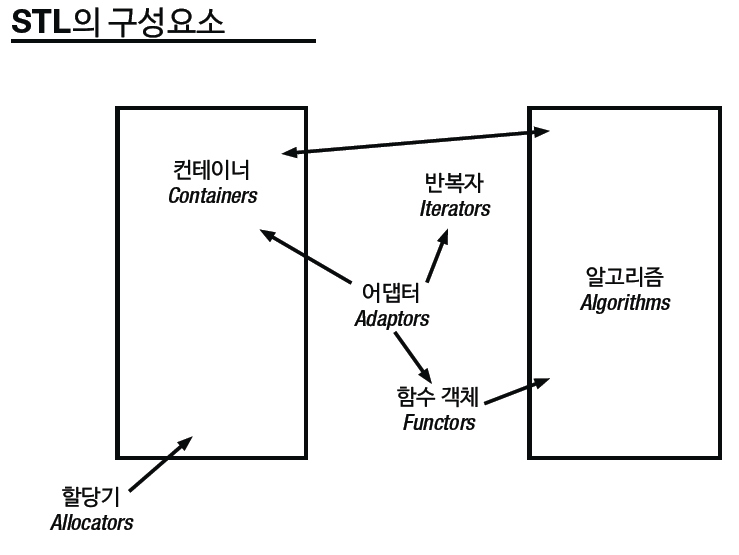 STL의 구성요소
컨테이너
Containers
반복자
Iterators
어댑터
Adaptors
알고리즘
Algorithms
함수 객체
Functors
할당기
Allocators